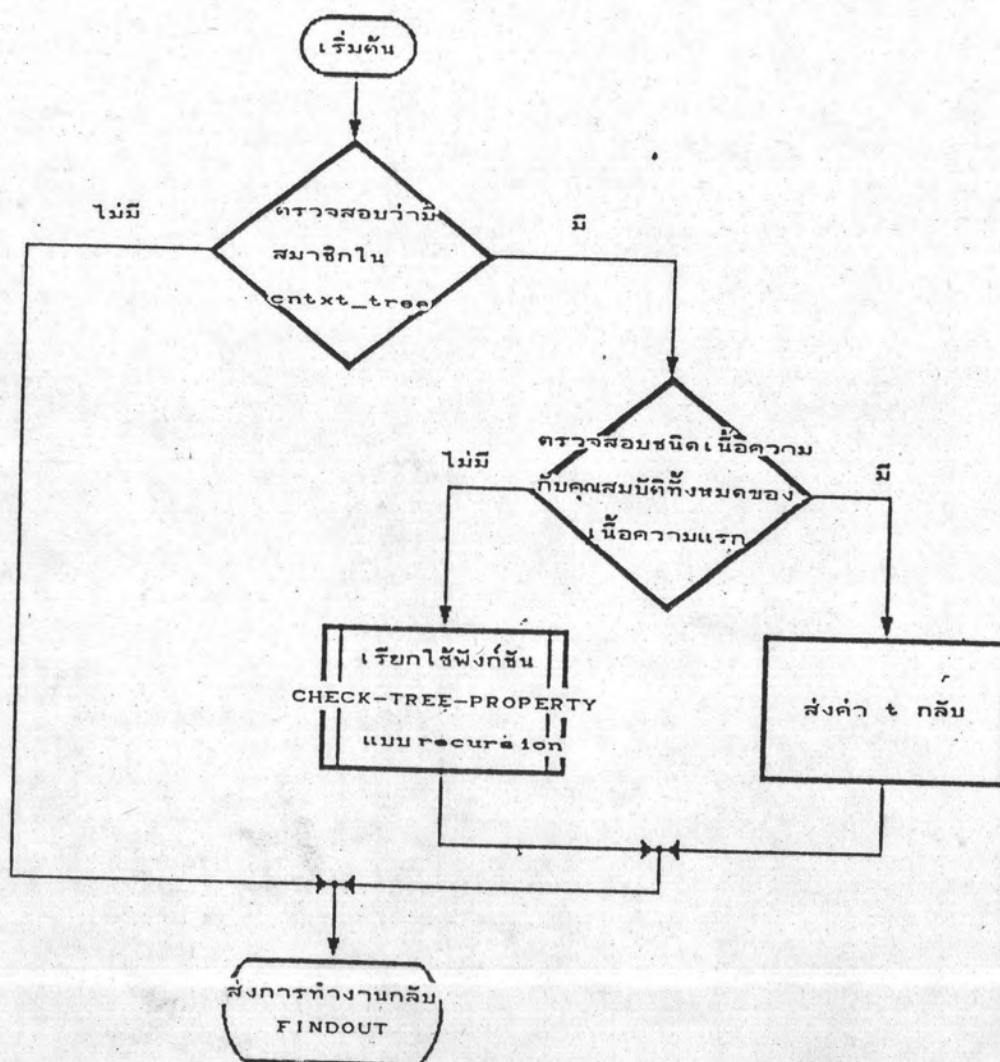 เริ่มต้น
ไม่มี
ตรวจสอบว่ามี
สมาชิกใน
cntxt_tree
มี
ไม่มี
ตรวจสอบชนิดเนื้อความ
กับคุณสมบัติทั้งหมดของ
เนื้อความแรก
มี
เรียกใช้ฟังก์ชัน
CHECK-TREE-PROPERTY
แบบ recursion
ส่งค่า t กลับ
ส่งการทำงานกลับ
FINDOUT